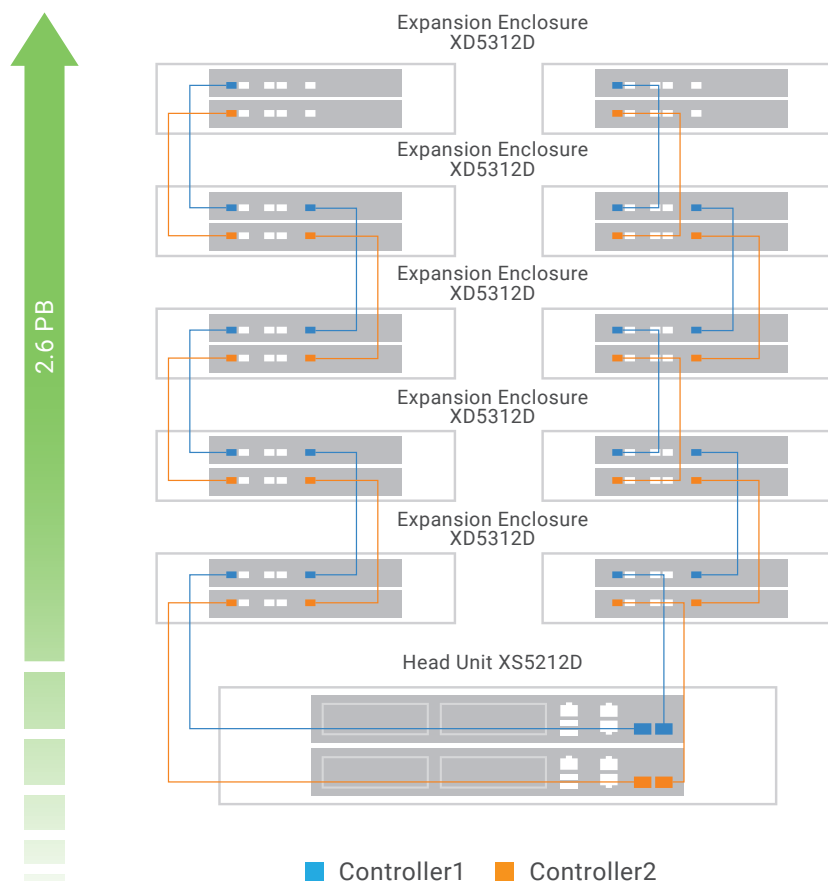 Expansion Enclosure
XD5312D
Expansion Enclosure
XD5312D
Expansion Enclosure
XD5312D
Expansion Enclosure
XD5312D
Expansion Enclosure
XD5312D
2.6 PB
Head Unit XS5212D
Controller1
Controller2